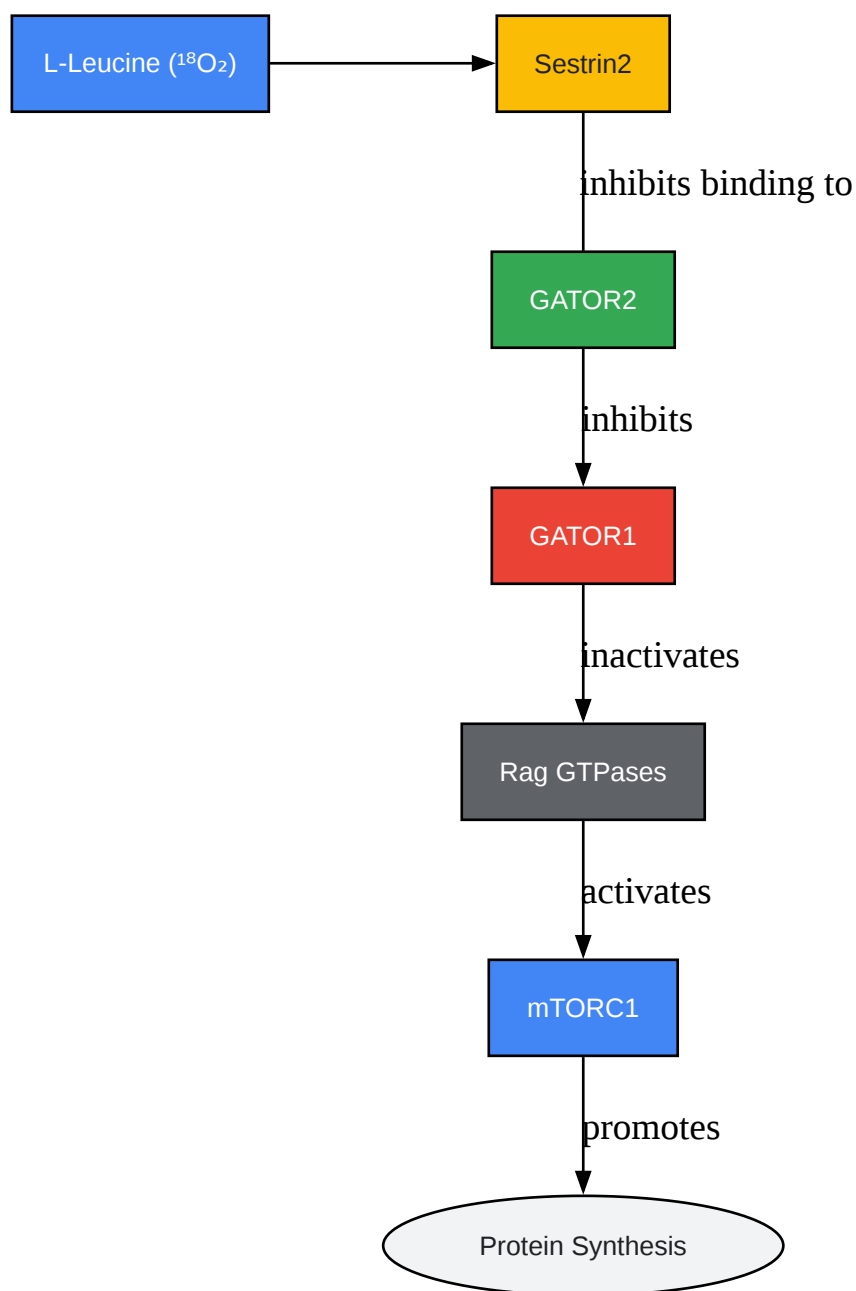 L-Leucine (¹⁸O₂)
Sestrin2
inhibits binding to
GATOR2
inhibits
GATOR1
inactivates
Rag GTPases
activates
mTORC1
promotes
Protein Synthesis